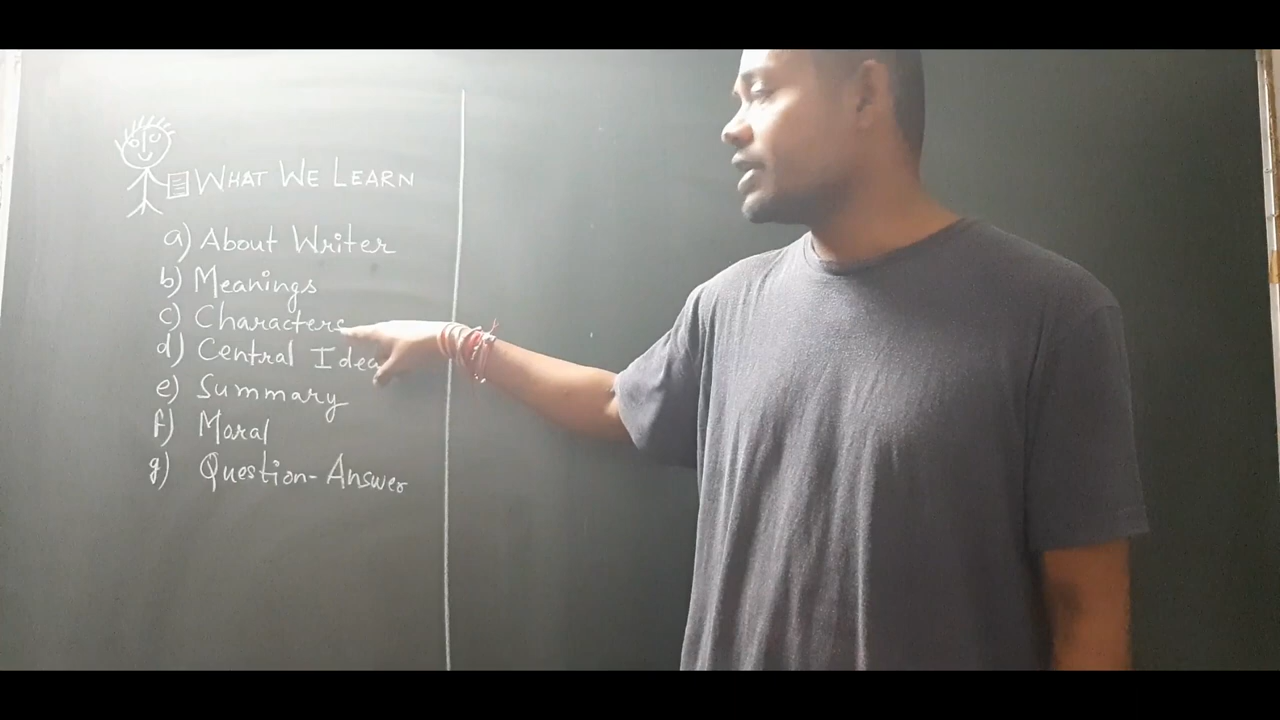 WHAT WE LEARN
a) About Writer
b) Meanings
c) Characters
d) Central Idea
e) Summary
f) Moral
g) Question-Answer